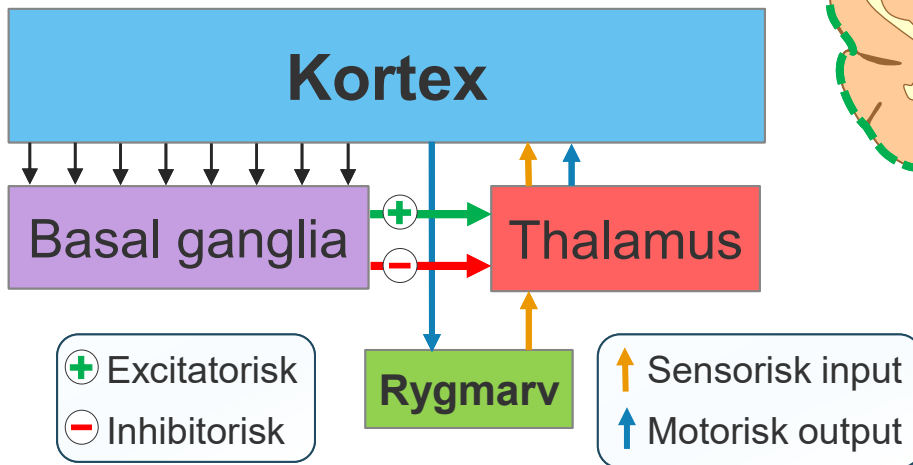 Kortex
Basal ganglia
+
−
Thalamus
Rygmarv
+ Excitatorisk
− Inhibitorisk
Sensorisk input
Motorisk output